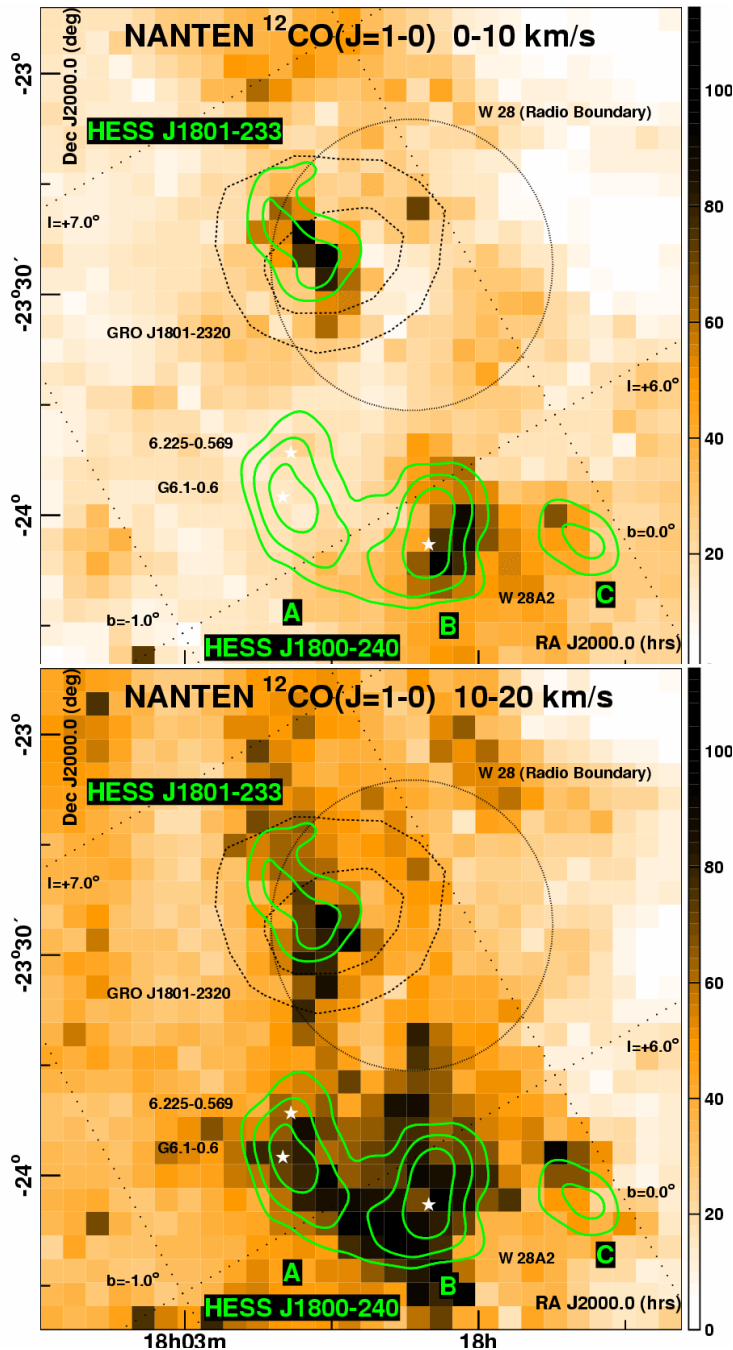 NANTEN ¹²CO(J=1-0) 0-10 km/s
Dec J2000.0 (deg)
-23°
100
W 28 (Radio Boundary)
HESS J1801-233
80
l=+7.0°
-23°30´
60
GRO J1801-2320
l=+6.0°
6.225-0.569
40
G6.1-0.6
-24°
b=0.0°
20
W 28A2
A
B
C
b=-1.0°
HESS J1800-240
RA J2000.0 (hrs)
0
NANTEN ¹²CO(J=1-0) 10-20 km/s
Dec J2000.0 (deg)
-23°
100
W 28 (Radio Boundary)
HESS J1801-233
80
l=+7.0°
-23°30´
60
GRO J1801-2320
l=+6.0°
6.225-0.569
40
G6.1-0.6
-24°
b=0.0°
20
W 28A2
C
A
B
b=-1.0°
HESS J1800-240
RA J2000.0 (hrs)
0
18h03m
18h